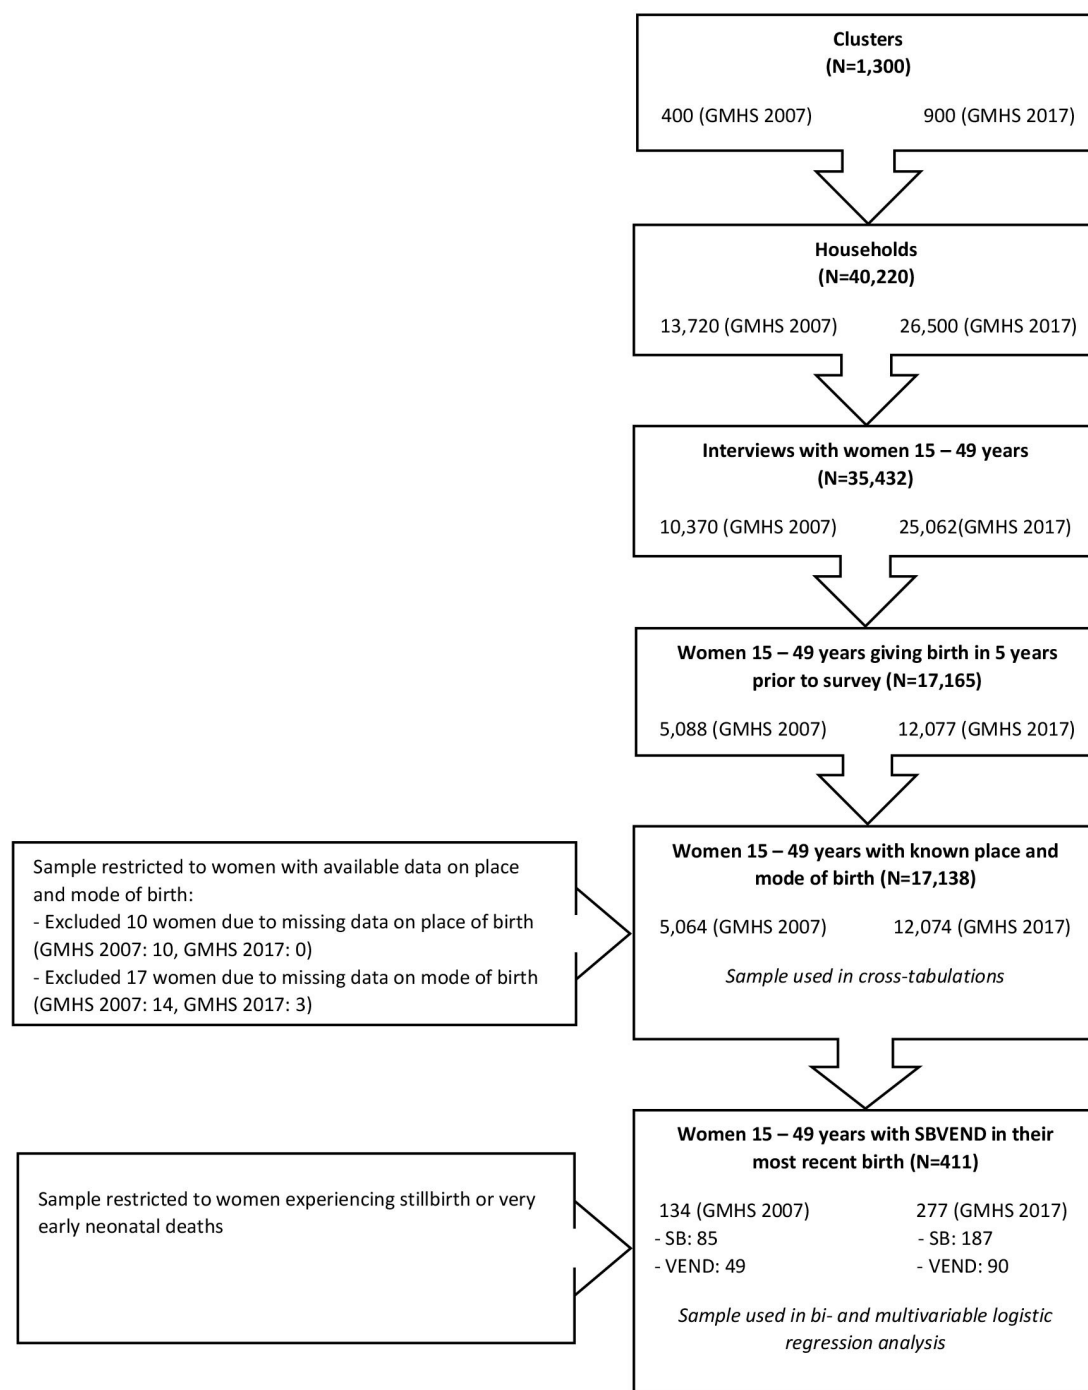 Clusters
(N=1,300)
400 (GMHS 2007) 900 (GMHS 2017)
Households
(N=40,220)
13,720 (GMHS 2007) 26,500 (GMHS 2017)
Interviews with women 15 – 49 years
(N=35,432)
10,370 (GMHS 2007) 25,062(GMHS 2017)
Women 15 – 49 years giving birth in 5 years
prior to survey (N=17,165)
5,088 (GMHS 2007) 12,077 (GMHS 2017)
Sample restricted to women with available data on place
and mode of birth:
- Excluded 10 women due to missing data on place of birth
(GMHS 2007: 10, GMHS 2017: 0)
- Excluded 17 women due to missing data on mode of birth
(GMHS 2007: 14, GMHS 2017: 3)
Women 15 – 49 years with known place and
mode of birth (N=17,138)
5,064 (GMHS 2007) 12,074 (GMHS 2017)
Sample used in cross-tabulations
Sample restricted to women experiencing stillbirth or very
early neonatal deaths
Women 15 – 49 years with SBVEND in their
most recent birth (N=411)
134 (GMHS 2007) 277 (GMHS 2017)
- SB: 85 - SB: 187
- VEND: 49 - VEND: 90
Sample used in bi- and multivariable logistic
regression analysis